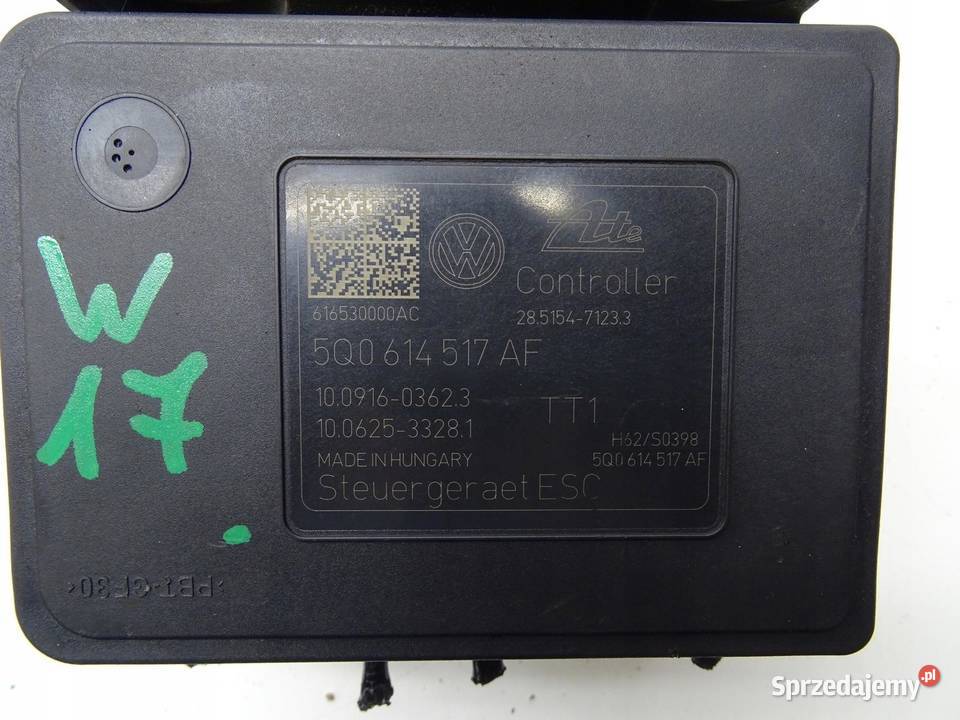 W
17
Ate
Controller
616530000AC
28.5154-7123.3
5Q0 614 517 AF
10.0916-0362.3
TT1
10.0625-3328.1
H62/S0398
MADE IN HUNGARY
5Q0 614 517 AF
Steuergeraet ESC
>PBT-GF30<
Sprzedajemy.pl